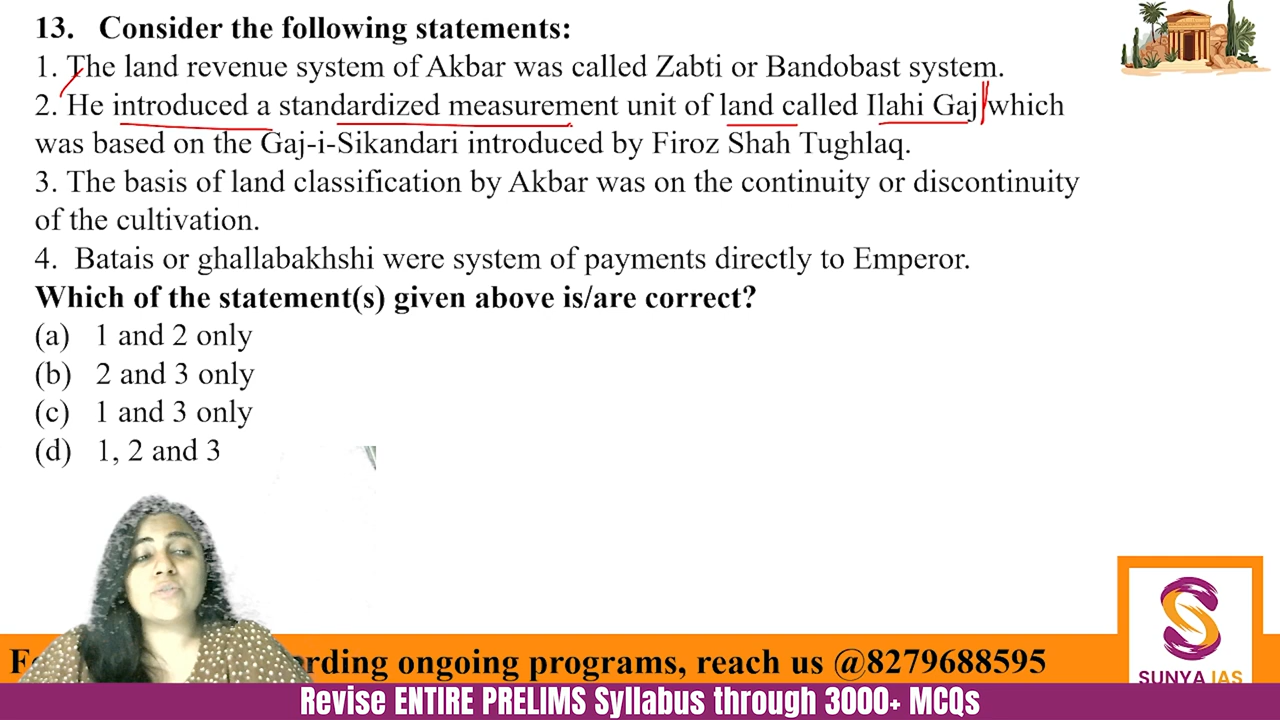 13. Consider the following statements:
1. The land revenue system of Akbar was called Zabti or Bandobast system.
2. He introduced a standardized measurement unit of land called Ilahi Gaj which
was based on the Gaj-i-Sikandari introduced by Firoz Shah Tughlaq.
3. The basis of land classification by Akbar was on the continuity or discontinuity
of the cultivation.
4. Batais or ghallabakhshi were system of payments directly to Emperor.
Which of the statement(s) given above is/are correct?
(a) 1 and 2 only
(b) 2 and 3 only
(c) 1 and 3 only
(d) 1, 2 and 3
ongoing programs, reach us @8279688595
SUNYA IAS
Revise ENTIRE PRELIMS Syllabus through 3000+ MCQs